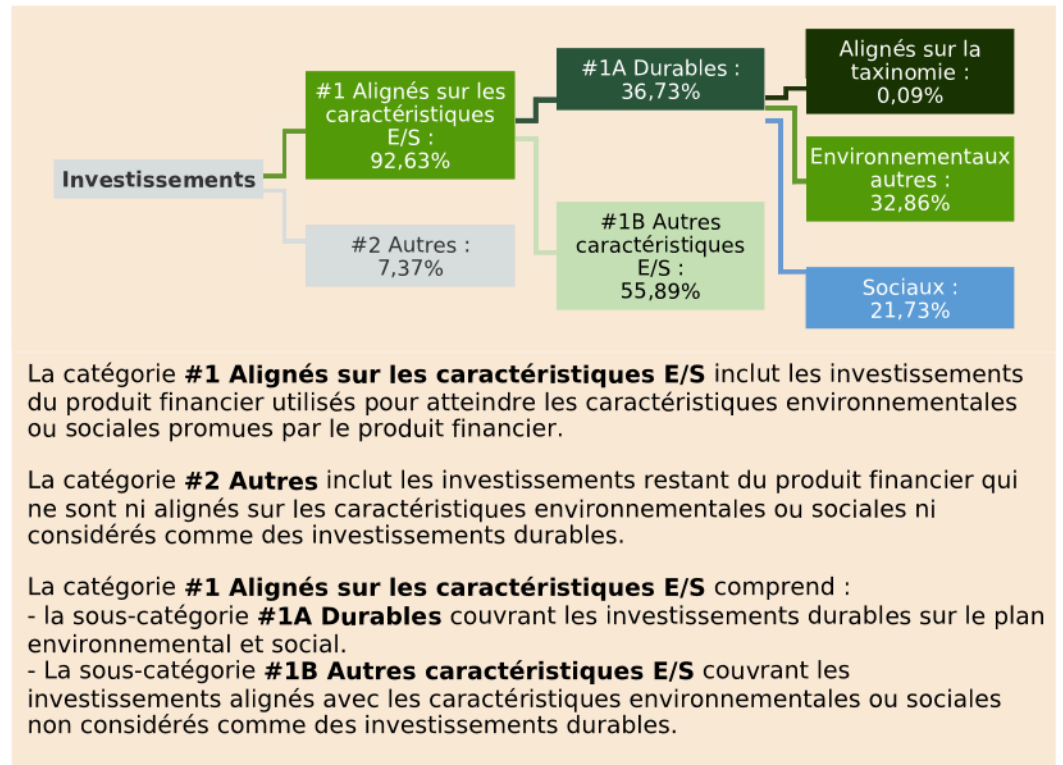 Investissements
#1 Alignés sur les
caractéristiques
E/S :
92,63%
#2 Autres :
7,37%
#1A Durables :
36,73%
#1B Autres
caractéristiques
E/S :
55,89%
Alignés sur la
taxinomie :
0,09%
Environnementaux
autres :
32,86%
Sociaux :
21,73%
La catégorie #1 Alignés sur les caractéristiques E/S inclut les investissements
du produit financier utilisés pour atteindre les caractéristiques environnementales
ou sociales promues par le produit financier.
La catégorie #2 Autres inclut les investissements restant du produit financier qui
ne sont ni alignés sur les caractéristiques environnementales ou sociales ni
considérés comme des investissements durables.
La catégorie #1 Alignés sur les caractéristiques E/S comprend :
- la sous-catégorie #1A Durables couvrant les investissements durables sur le plan
environnemental et social.
- La sous-catégorie #1B Autres caractéristiques E/S couvrant les
investissements alignés avec les caractéristiques environnementales ou sociales
non considérés comme des investissements durables.